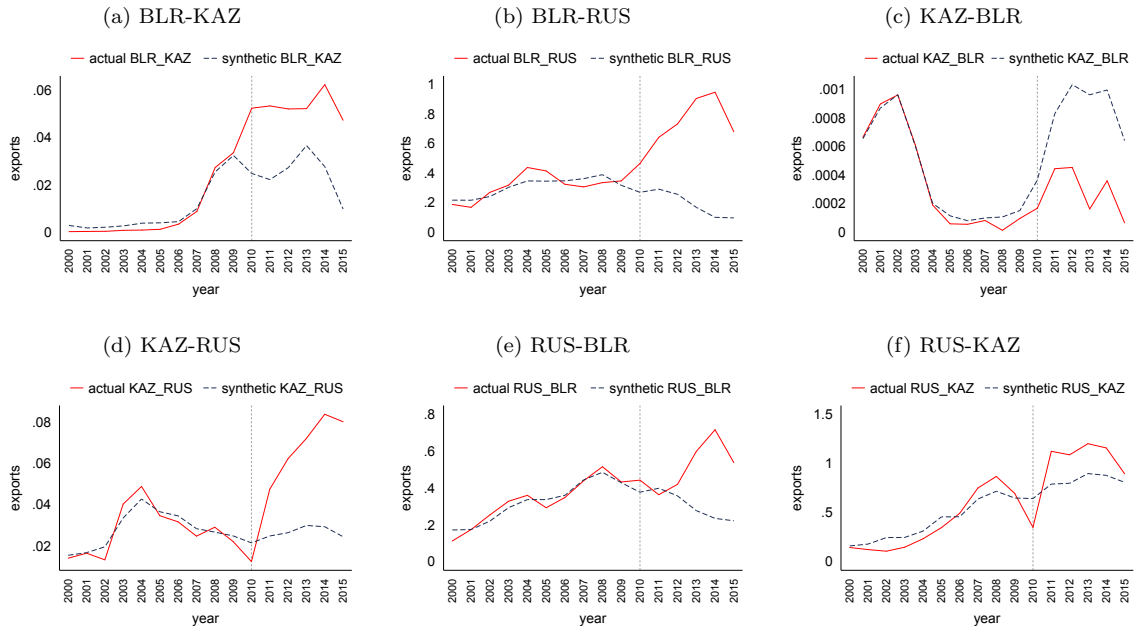 (a) BLR-KAZ
actual BLR_KAZ synthetic BLR_KAZ
.06
.04
.02
0
exports
2000 2001 2002 2003 2004 2005 2006 2007 2008 2009 2010 2011 2012 2013 2014 2015
year
(b) BLR-RUS
actual BLR_RUS synthetic BLR_RUS
1
.8
.6
.4
.2
0
exports
2000 2001 2002 2003 2004 2005 2006 2007 2008 2009 2010 2011 2012 2013 2014 2015
year
(c) KAZ-BLR
actual KAZ_BLR synthetic KAZ_BLR
.001
.0008
.0006
.0004
.0002
0
exports
2000 2001 2002 2003 2004 2005 2006 2007 2008 2009 2010 2011 2012 2013 2014 2015
year
(d) KAZ-RUS
actual KAZ_RUS synthetic KAZ_RUS
.08
.06
.04
.02
exports
2000 2001 2002 2003 2004 2005 2006 2007 2008 2009 2010 2011 2012 2013 2014 2015
year
(e) RUS-BLR
actual RUS_BLR synthetic RUS_BLR
.8
.6
.4
.2
0
exports
2000 2001 2002 2003 2004 2005 2006 2007 2008 2009 2010 2011 2012 2013 2014 2015
year
(f) RUS-KAZ
actual RUS_KAZ synthetic RUS_KAZ
1.5
1
.5
0
exports
2000 2001 2002 2003 2004 2005 2006 2007 2008 2009 2010 2011 2012 2013 2014 2015
year